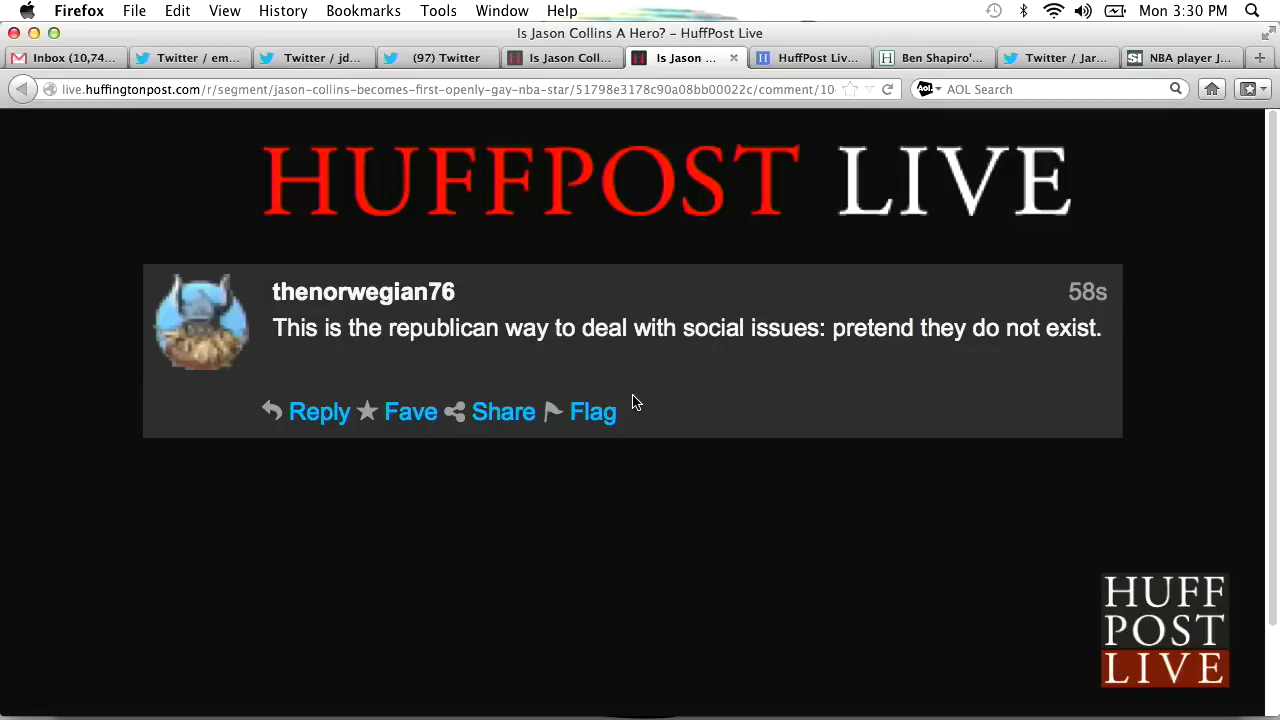 Firefox File Edit View History Bookmarks Tools Window Help Mon 3:30 PM
Is Jason Collins A Hero? – HuffPost Live
Inbox (10,74... Twitter / em... Twitter / jd... (97) Twitter Is Jason Coll... Is Jason ... HuffPost Liv... Ben Shapiro'... Twitter / Jar... NBA player J...
live.huffingtonpost.com/r/segment/jason-collins-becomes-first-openly-gay-nba-star/51798e3178c90a08bb00022c/comment/10 Aol. AOL Search
HUFFPOST LIVE
thenorwegian76 58s
This is the republican way to deal with social issues: pretend they do not exist.
Reply Fave Share Flag
HUFF
POST
LIVE